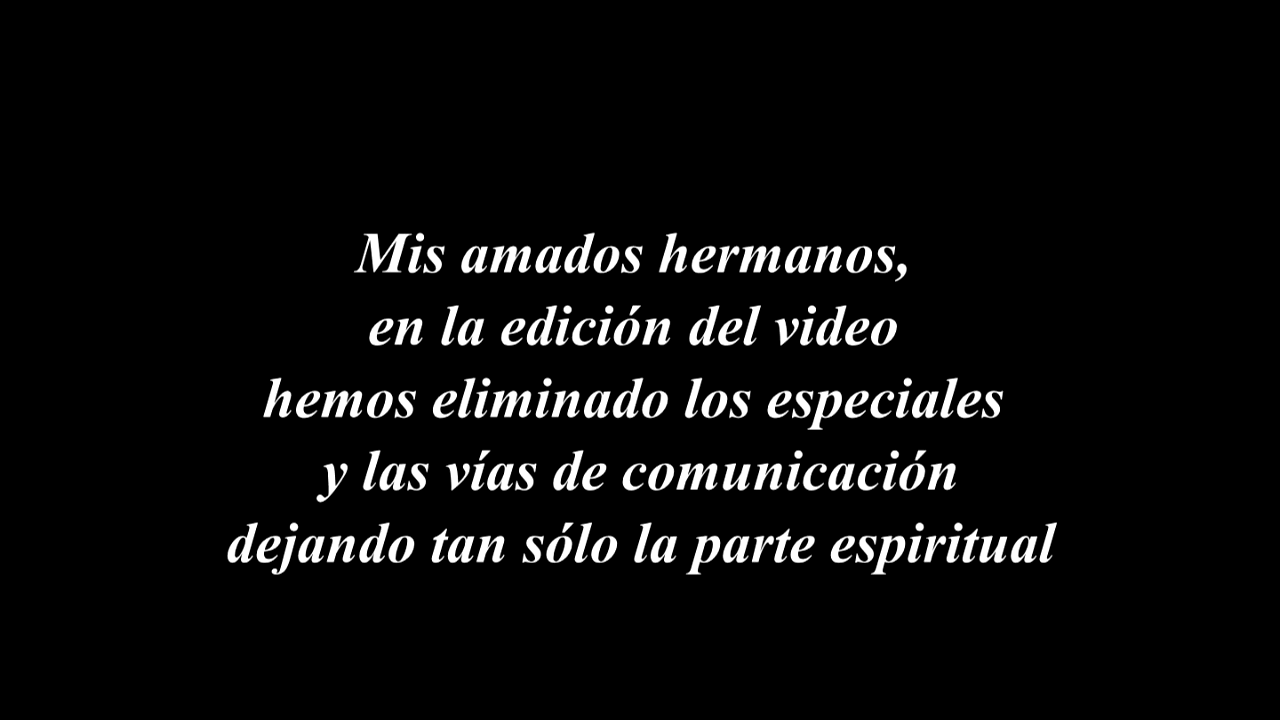 Mis amados hermanos,
en la edición del video
hemos eliminado los especiales
y las vías de comunicación
dejando tan sólo la parte espiritual